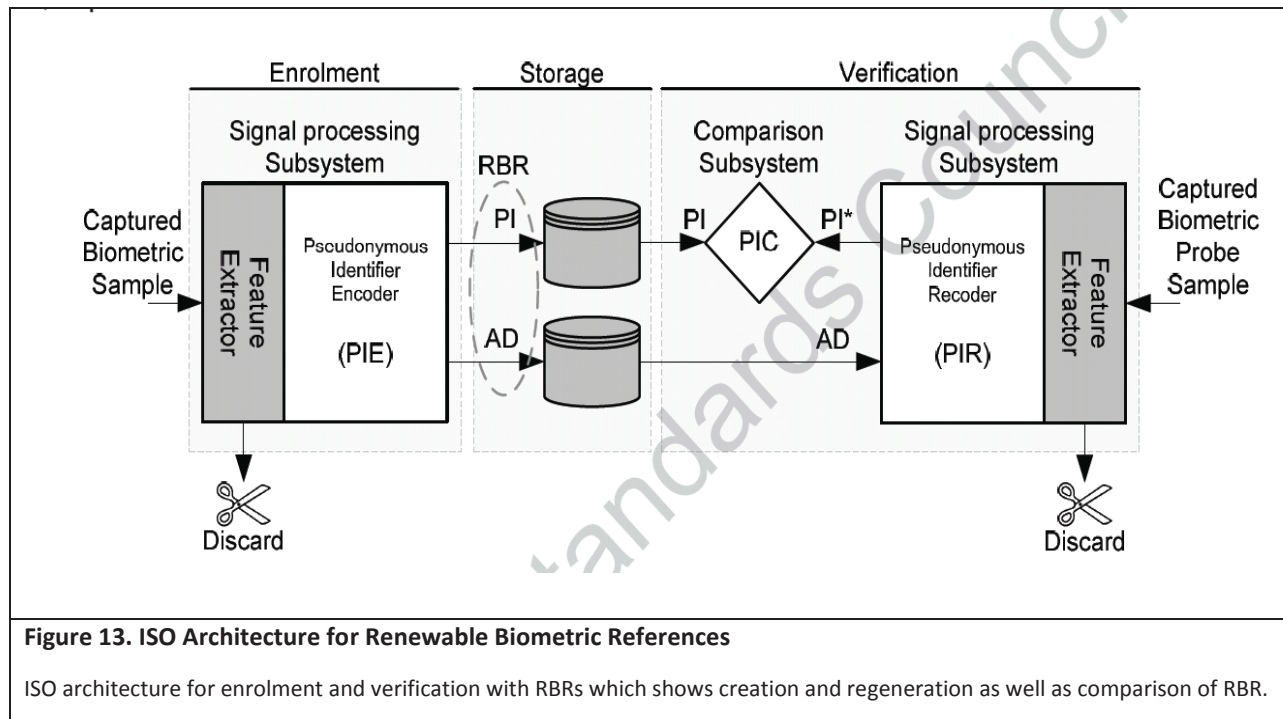 Enrolment
Storage
Verification
Signal processing
Subsystem
Comparison
Subsystem
Signal processing
Subsystem
RBR
Captured
Biometric
Sample
Feature
Extractor
Pseudonymous
Identifier
Encoder
(PIE)
PI
AD
PI
PIC
PI*
AD
Pseudonymous
Identifier
Recoder
(PIR)
Feature
Extractor
Captured
Biometric
Probe
Sample
Discard
Discard
tandards Counc
Figure 13. ISO Architecture for Renewable Biometric References
ISO architecture for enrolment and verification with RBRs which shows creation and regeneration as well as comparison of RBR.